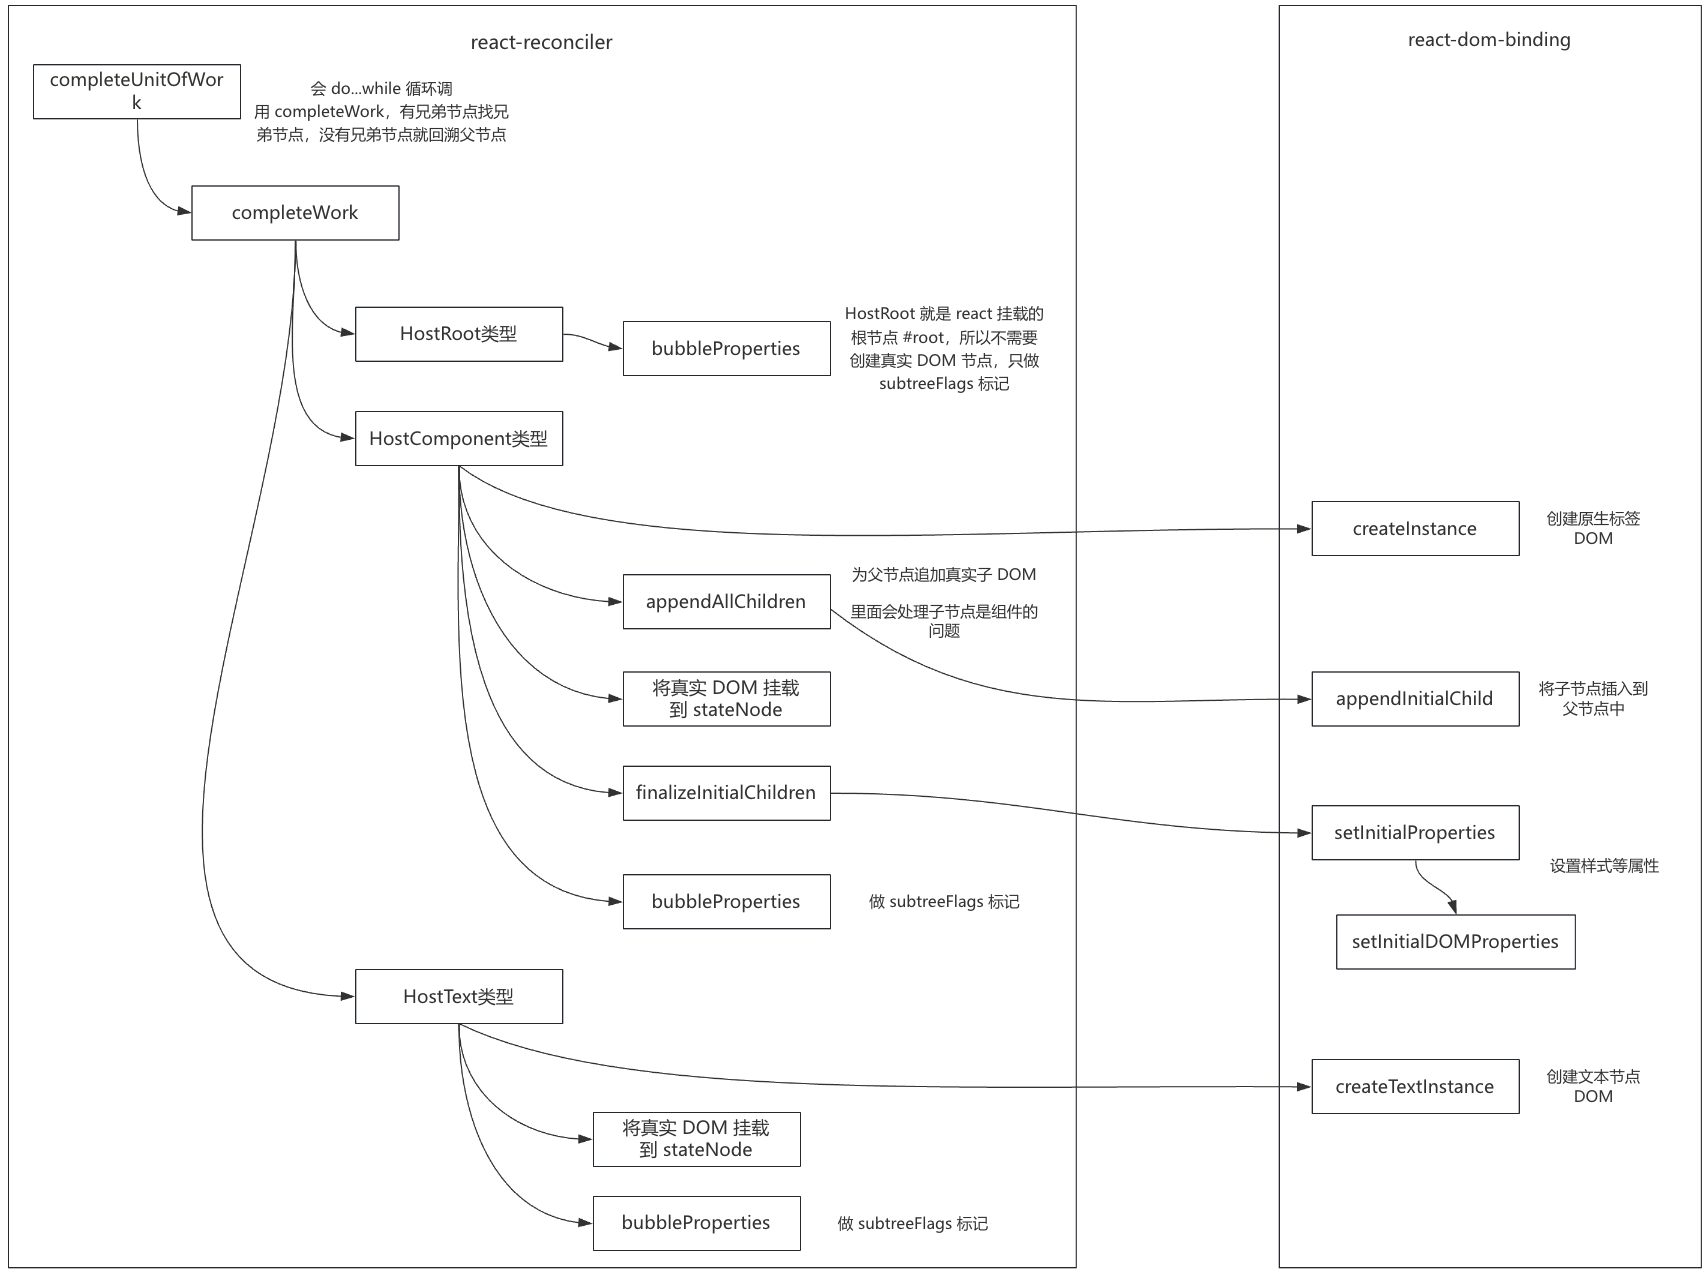 react-reconciler
completeUnitOfWor
k
会 do...while 循环调
用 completeWork，有兄弟节点找兄
弟节点，没有兄弟节点就回溯父节点
completeWork
HostRoot类型
bubbleProperties
HostRoot 就是 react 挂载的
根节点 #root，所以不需要
创建真实 DOM 节点，只做
subtreeFlags 标记
HostComponent类型
appendAllChildren
为父节点追加真实子 DOM
里面会处理子节点是组件的
问题
将真实 DOM 挂载
到 stateNode
finalizeInitialChildren
bubbleProperties
做 subtreeFlags 标记
HostText类型
将真实 DOM 挂载
到 stateNode
bubbleProperties
做 subtreeFlags 标记
react-dom-binding
createInstance
创建原生标签
DOM
appendInitialChild
将子节点插入到
父节点中
setInitialProperties
设置样式等属性
setInitialDOMProperties
createTextInstance
创建文本节点
DOM